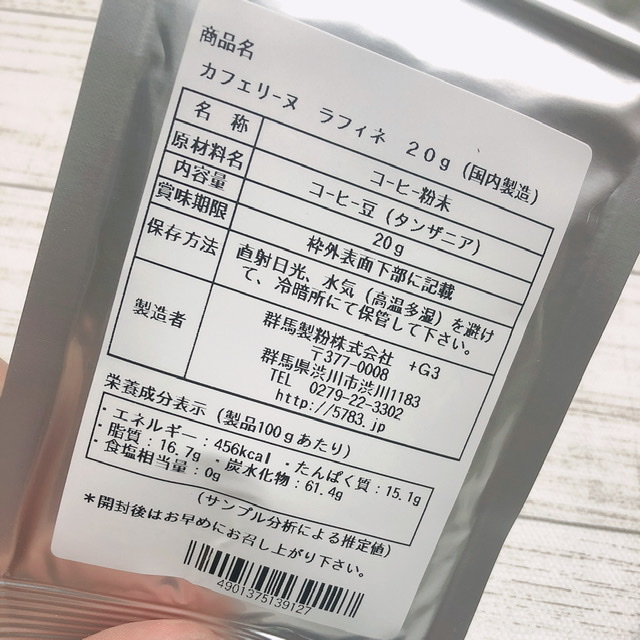 商品名
カフェリーヌ ラフィネ 20g (国内製造)
名称 コーヒー粉末
原材料名 コーヒー豆 (タンザニア)
内容量 20g
賞味期限 枠外表面下部に記載
保存方法 直射日光、水気 (高温多湿) を避け
て、冷暗所にて保管して下さい。
製造者 群馬製粉株式会社 +G3
〒377-0008
群馬県渋川市渋川1183
TEL 0279-22-3302
http://5783.jp
栄養成分表示 (製品100gあたり)
・エネルギー:456kcal ・たんぱく質:15.1g
・脂質:16.7g ・炭水化物:61.4g
・食塩相当量:0g
(サンプル分析による推定値)
*開封後はお早めにお召し上がり下さい。
4901375139127